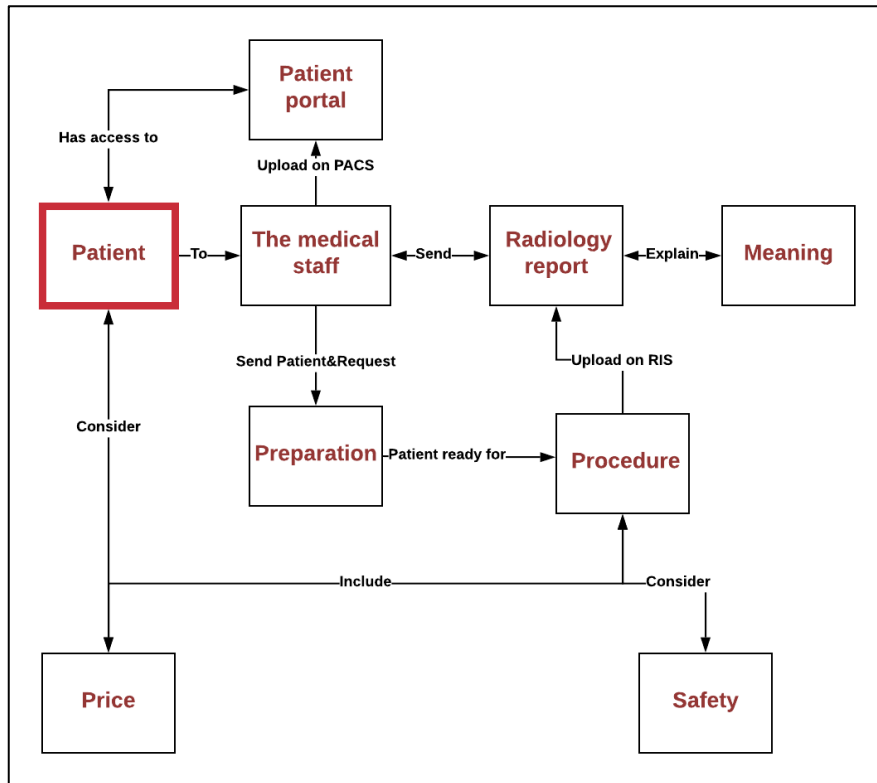 Patient
portal
Has access to
Upload on PACS
Patient
To
The medical
staff
Send
Radiology
report
Explain
Meaning
Send Patient&Request
Upload on RIS
Consider
Preparation
Patient ready for
Procedure
Include
Consider
Price
Safety